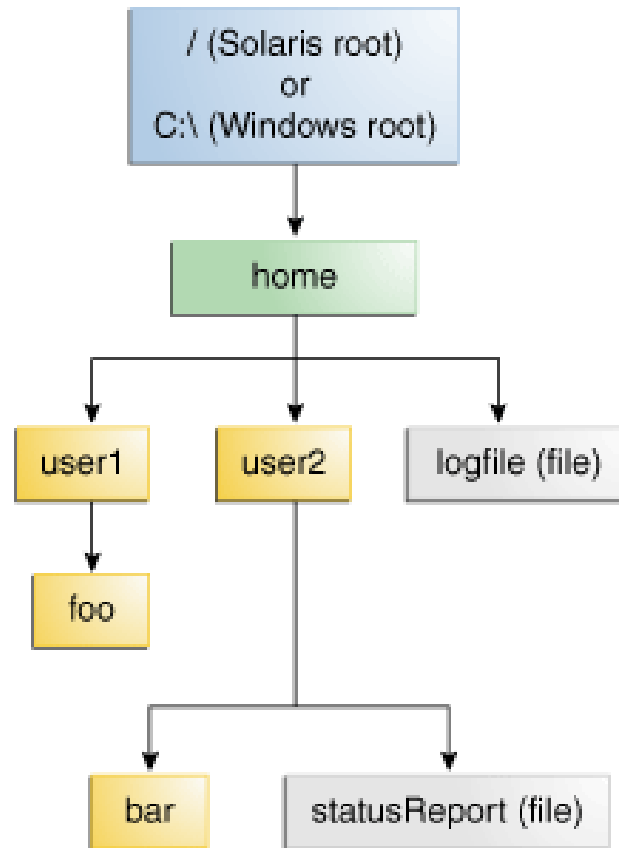 / (Solaris root)
or
C:\ (Windows root)
home
user1
user2
logfile (file)
foo
bar
statusReport (file)